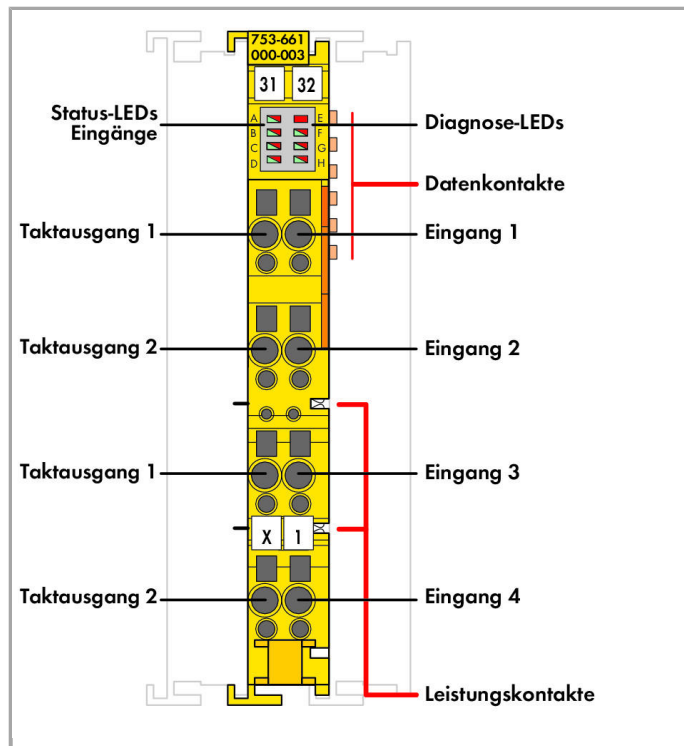 753-661
000-003
31 32
Status-LEDs
Eingänge
A E
B F
C G
D H
Diagnose-LEDs
Datenkontakte
Taktausgang 1
Eingang 1
Taktausgang 2
Eingang 2
Taktausgang 1
Eingang 3
X 1
Taktausgang 2
Eingang 4
Leistungskontakte